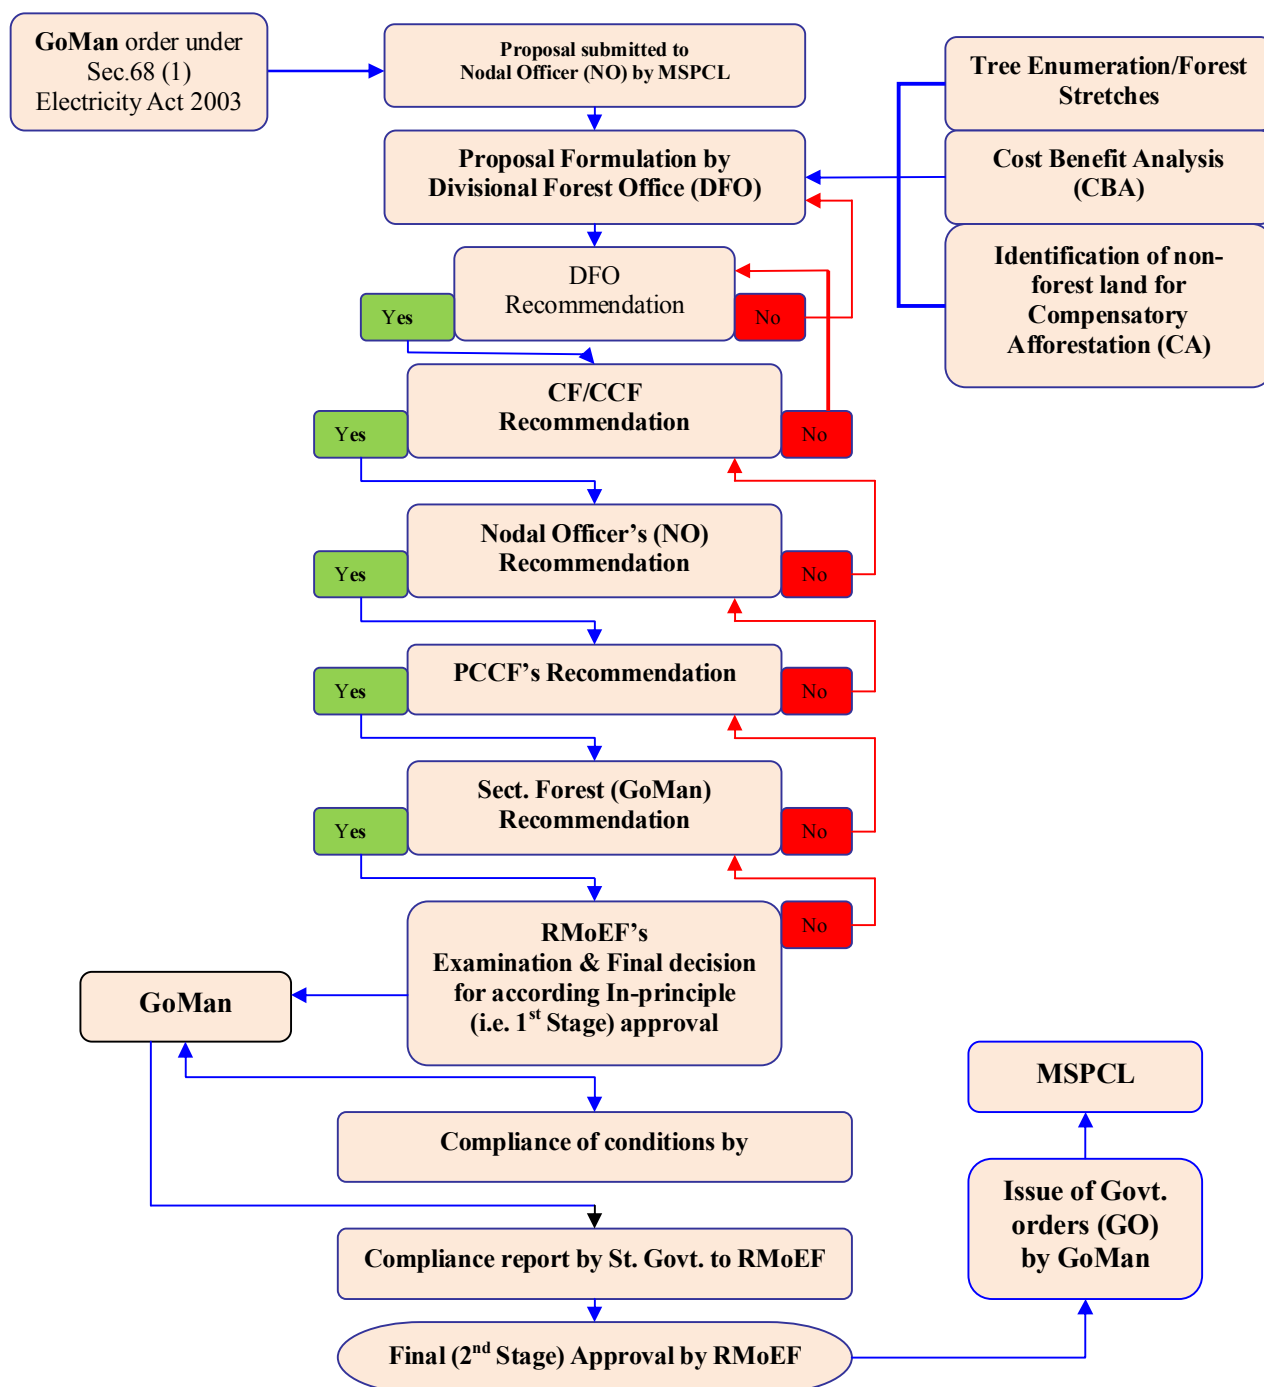 GoMan order under
Sec.68 (1)
Electricity Act 2003
Proposal submitted to
Nodal Officer (NO) by MSPCL
Tree Enumeration/Forest
Stretches
Proposal Formulation by
Divisional Forest Office (DFO)
Cost Benefit Analysis
(CBA)
Identification of non-
forest land for
Compensatory
Afforestation (CA)
DFO
Recommendation
Yes
No
CF/CCF
Recommendation
Yes
No
Nodal Officer’s (NO)
Recommendation
Yes
No
PCCF’s Recommendation
Yes
No
Sect. Forest (GoMan)
Recommendation
Yes
No
RMoEF’s
Examination & Final decision
for according In-principle
(i.e. 1st Stage) approval
No
GoMan
Compliance of conditions by
Compliance report by St. Govt. to RMoEF
Final (2nd Stage) Approval by RMoEF
MSPCL
Issue of Govt.
orders (GO)
by GoMan